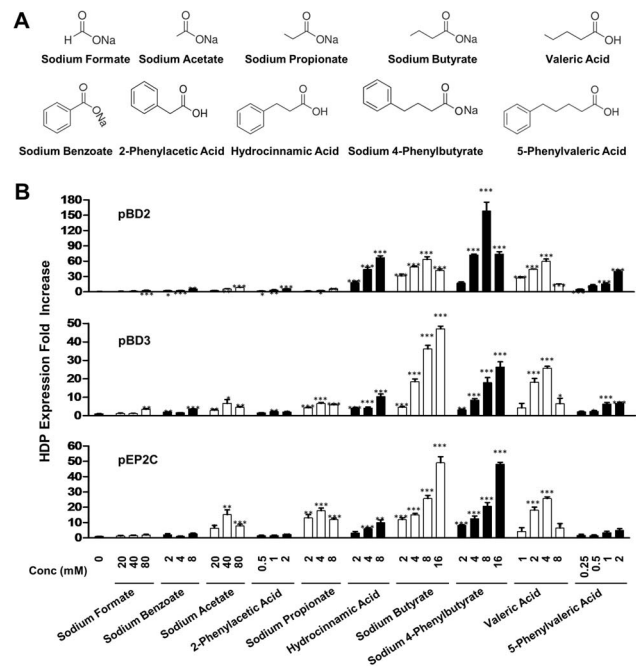 A
O
H
ONa
Sodium Formate
O
ONa
Sodium Acetate
O
ONa
Sodium Propionate
O
ONa
Sodium Butyrate
O
OH
Valeric Acid
O
ONa
Sodium Benzoate
O
OH
2-Phenylacetic Acid
O
OH
Hydrocinnamic Acid
O
ONa
Sodium 4-Phenylbutyrate
O
OH
5-Phenylvaleric Acid
B
HDP Expression Fold Increase
pBD2
180
150
120
90
60
30
0
pBD3
50
40
30
20
10
0
pEP2C
60
50
40
30
20
10
0
Conc (mM)
0
20 40 80
2 4 8
20 40 80
0.5 1 2
2 4 8
2 4 8
2 4 8 16
2 4 8 16
1 2 4 8
0.25 0.5 1 2
Sodium Formate
Sodium Benzoate
Sodium Acetate
2-Phenylacetic Acid
Sodium Propionate
Hydrocinnamic Acid
Sodium Butyrate
Sodium 4-Phenylbutyrate
Valeric Acid
5-Phenylvaleric Acid